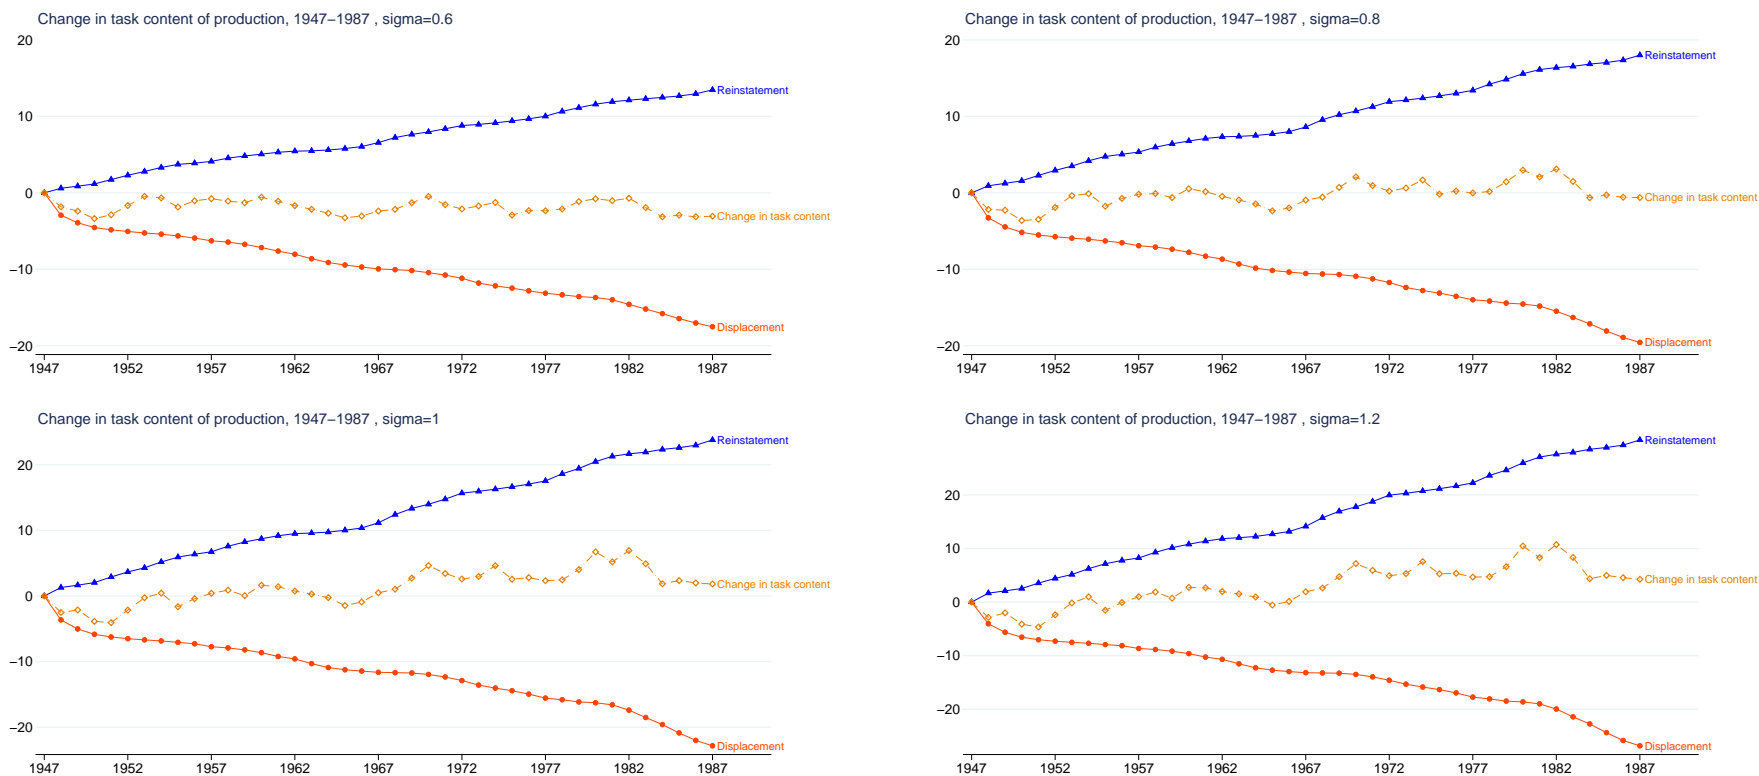 Change in task content of production, 1947−1987 , sigma=0.6
20
10
0
−10
−20
Reinstatement
Change in task content
Displacement
1947 1952 1957 1962 1967 1972 1977 1982 1987
Change in task content of production, 1947−1987 , sigma=0.8
20
10
0
−10
−20
Reinstatement
Change in task content
Displacement
1947 1952 1957 1962 1967 1972 1977 1982 1987
Change in task content of production, 1947−1987 , sigma=1
20
10
0
−10
−20
Reinstatement
Change in task content
Displacement
1947 1952 1957 1962 1967 1972 1977 1982 1987
Change in task content of production, 1947−1987 , sigma=1.2
20
10
0
−10
−20
Reinstatement
Change in task content
Displacement
1947 1952 1957 1962 1967 1972 1977 1982 1987